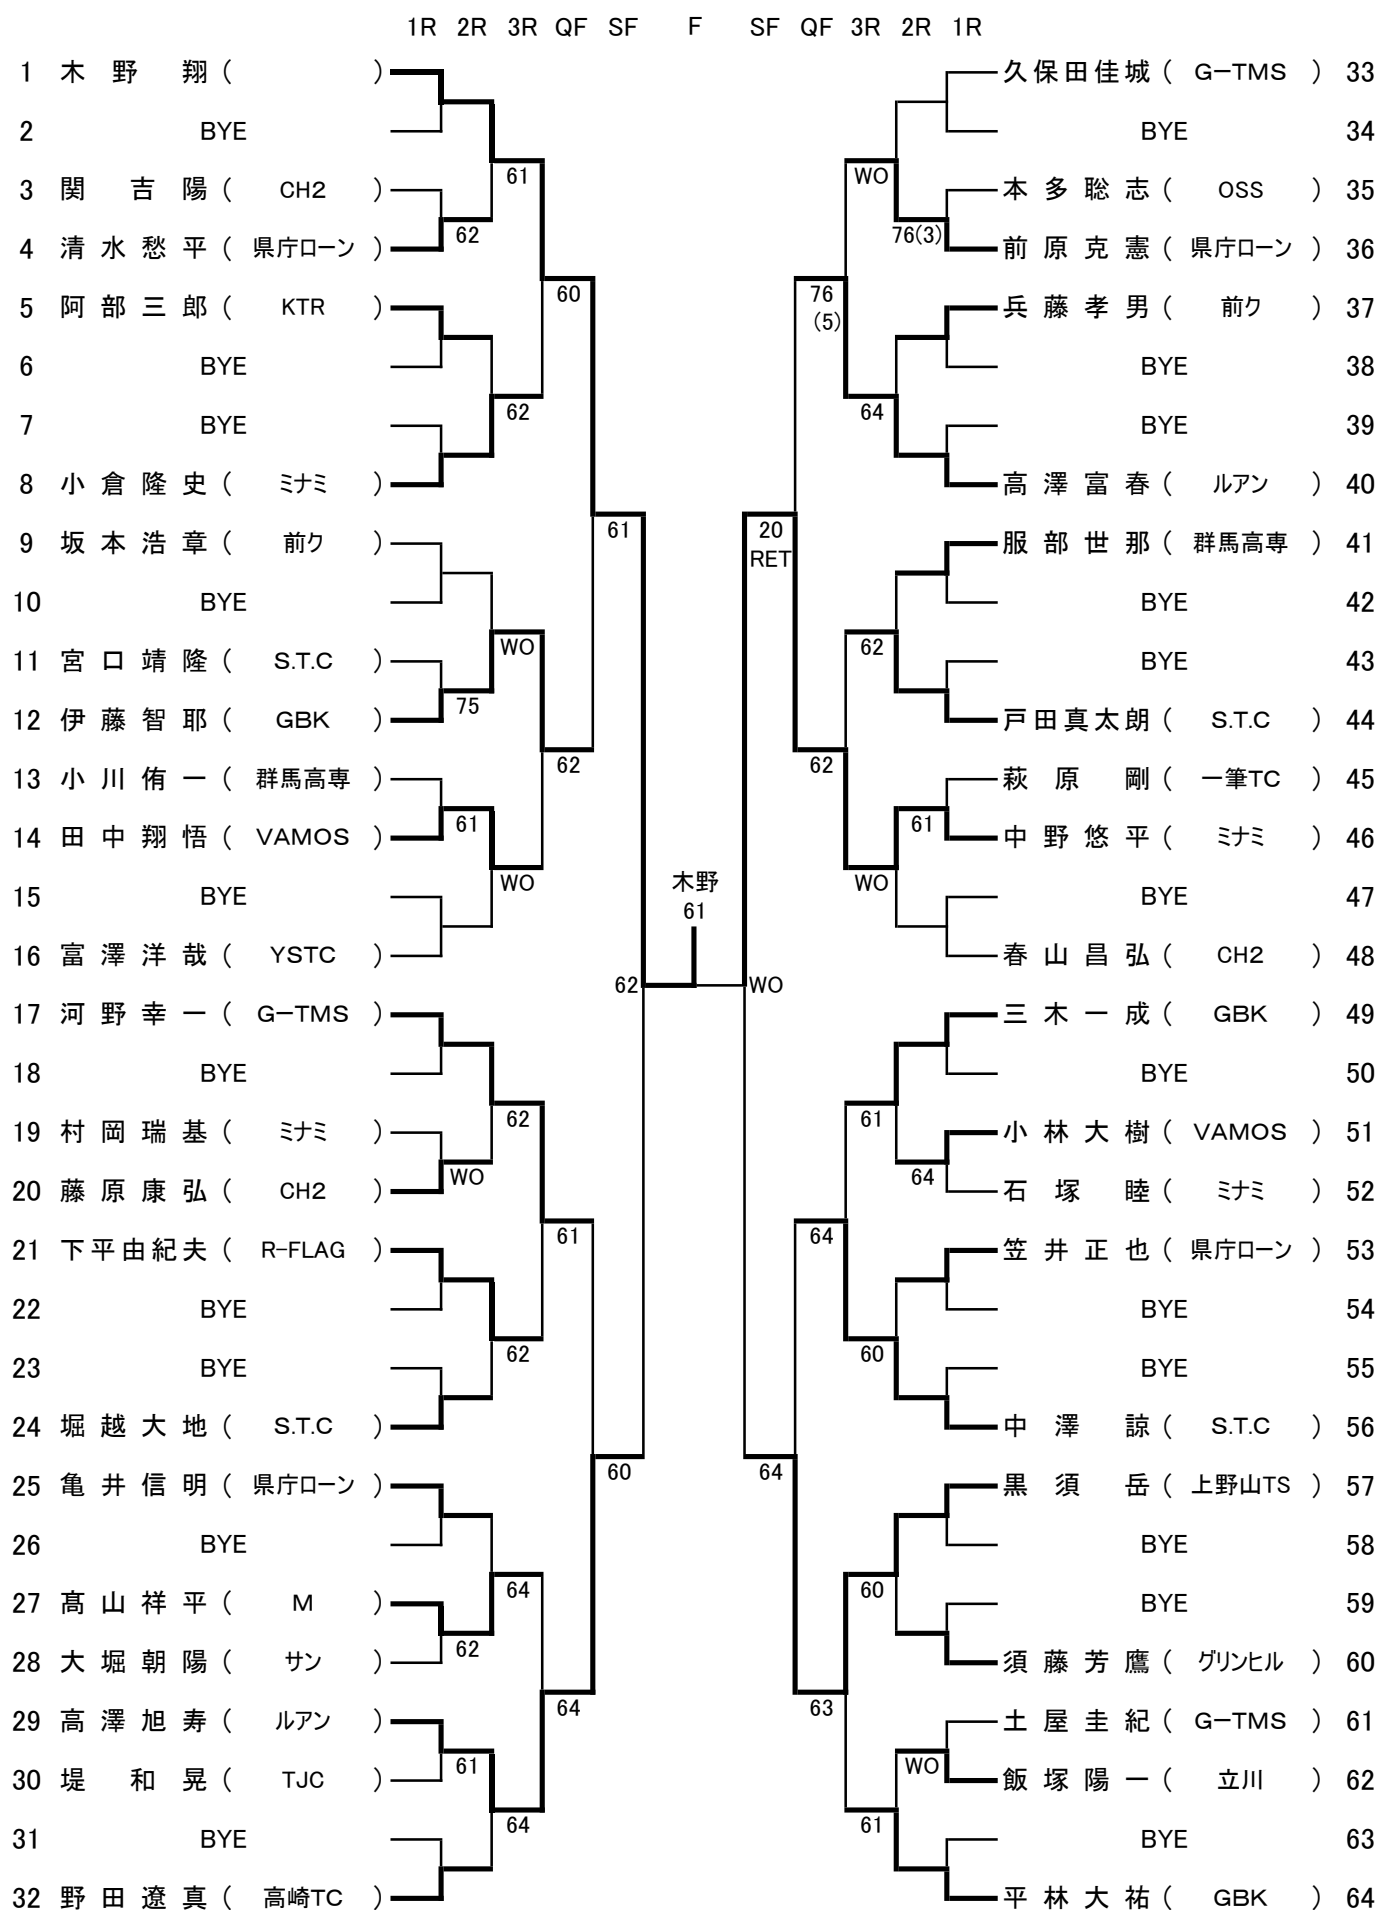 1R 2R 3R QF SF F SF QF 3R 2R 1R
1 木野 翔 ( ) 久保田佳城 ( G-TMS ) 33
2 BYE BYE 34
61 WO
3 関 吉陽 ( CH2 ) 本多聡志 ( OSS ) 35
62 76(3)
4 清水愁平 ( 県庁ローン ) 前原克憲 ( 県庁ローン ) 36
60 76
5 阿部三郎 ( KTR ) 兵藤孝男 ( 前ク ) 37
(5)
6 BYE BYE 38
62 64
7 BYE BYE 39
8 小倉隆史 ( ミナミ ) 高澤富春 ( ルアン ) 40
61 20
9 坂本浩章 ( 前ク ) 服部世那 ( 群馬高専 ) 41
RET
10 BYE BYE 42
WO 62
11 宮口靖隆 ( S.T.C ) BYE 43
75
12 伊藤智耶 ( GBK ) 戸田真太朗 ( S.T.C ) 44
62 62
13 小川侑一 ( 群馬高専 ) 萩原 剛 ( 一筆TC ) 45
61 61
14 田中翔悟 ( VAMOS ) 中野悠平 ( ミナミ ) 46
WO 木野 WO
15 BYE BYE 47
61
16 富澤洋哉 ( YSTC ) 春山昌弘 ( CH2 ) 48
62 WO
17 河野幸一 ( G-TMS ) 三木一成 ( GBK ) 49
18 BYE BYE 50
62 61
19 村岡瑞基 ( ミナミ ) 小林大樹 ( VAMOS ) 51
WO 64
20 藤原康弘 ( CH2 ) 石塚 睦 ( ミナミ ) 52
61 64
21 下平由紀夫 ( R-FLAG ) 笠井正也 ( 県庁ローン ) 53
22 BYE BYE 54
62 60
23 BYE BYE 55
24 堀越大地 ( S.T.C ) 中澤 諒 ( S.T.C ) 56
60 64
25 亀井信明 ( 県庁ローン ) 黒須 岳 ( 上野山TS ) 57
26 BYE BYE 58
64 60
27 髙山祥平 ( M ) BYE 59
62
28 大堀朝陽 ( サン ) 須藤芳鷹 ( グリンヒル ) 60
64 63
29 高澤旭寿 ( ルアン ) 土屋圭紀 ( G-TMS ) 61
61 WO
30 堤 和晃 ( TJC ) 飯塚陽一 ( 立川 ) 62
64 61
31 BYE BYE 63
32 野田遼真 ( 高崎TC ) 平林大祐 ( GBK ) 64